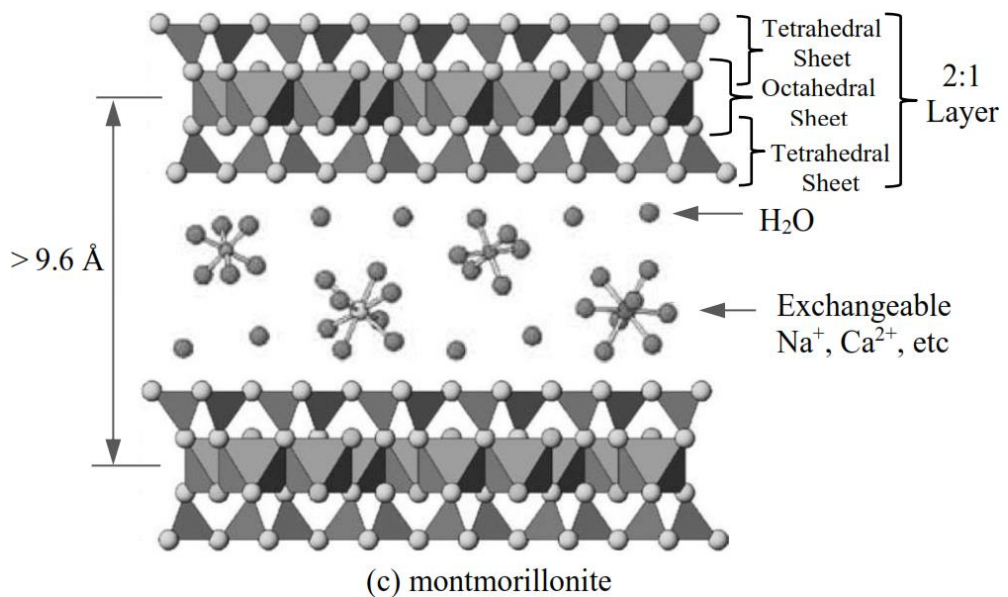 Tetrahedral
Sheet
Octahedral
Sheet
Tetrahedral
Sheet
2:1
Layer
H₂O
> 9.6 Å
Exchangeable
Na⁺, Ca²⁺, etc
(c) montmorillonite